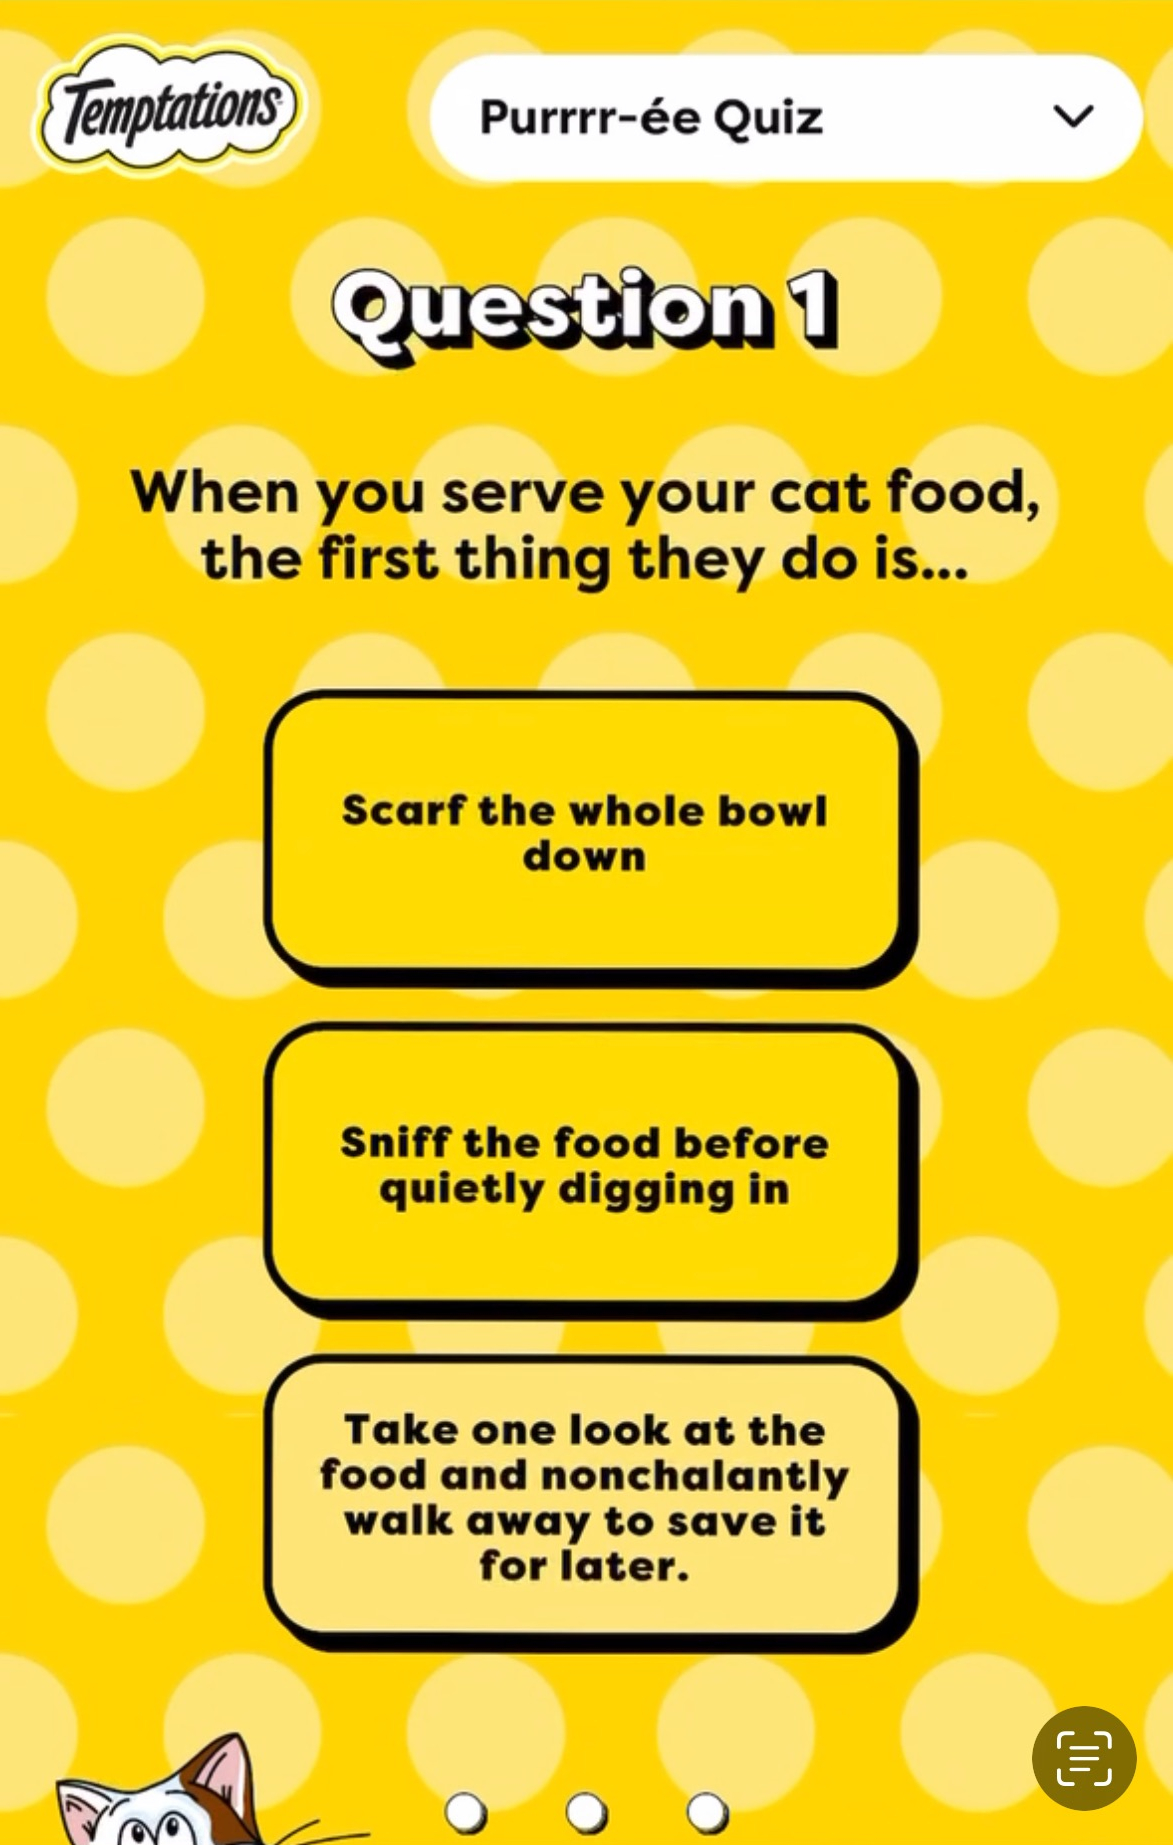 Temptations
Purrrr-ée Quiz
Question 1
When you serve your cat food,
the first thing they do is...
Scarf the whole bowl
down
Sniff the food before
quietly digging in
Take one look at the
food and nonchalantly
walk away to save it
for later.